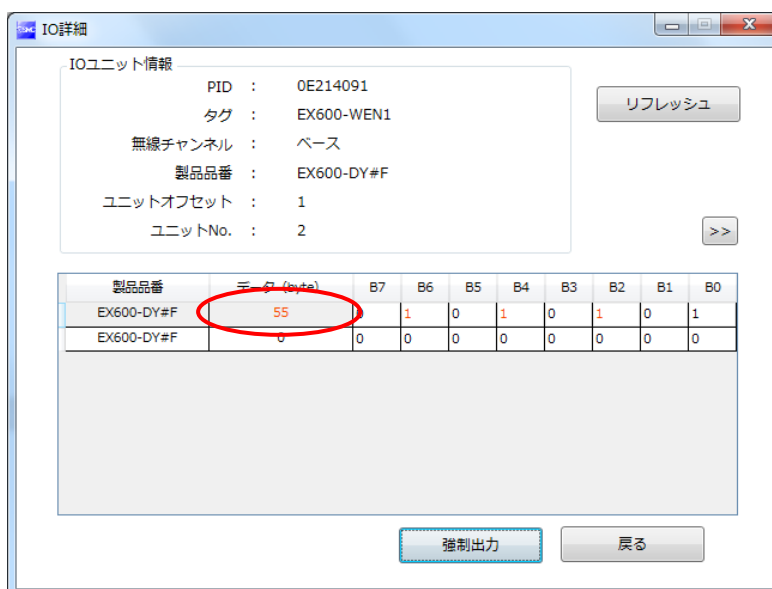 IO詳細
IOユニット情報
PID : 0E214091
タグ : EX600-WEN1
無線チャンネル : ベース
製品品番 : EX600-DY#F
ユニットオフセット : 1
ユニットNo. : 2
リフレッシュ
>>
製品品番 データ (byte) B7 B6 B5 B4 B3 B2 B1 B0
EX600-DY#F 55 0 1 0 1 0 1 0 1
EX600-DY#F 0 0 0 0 0 0 0 0 0
強制出力 戻る